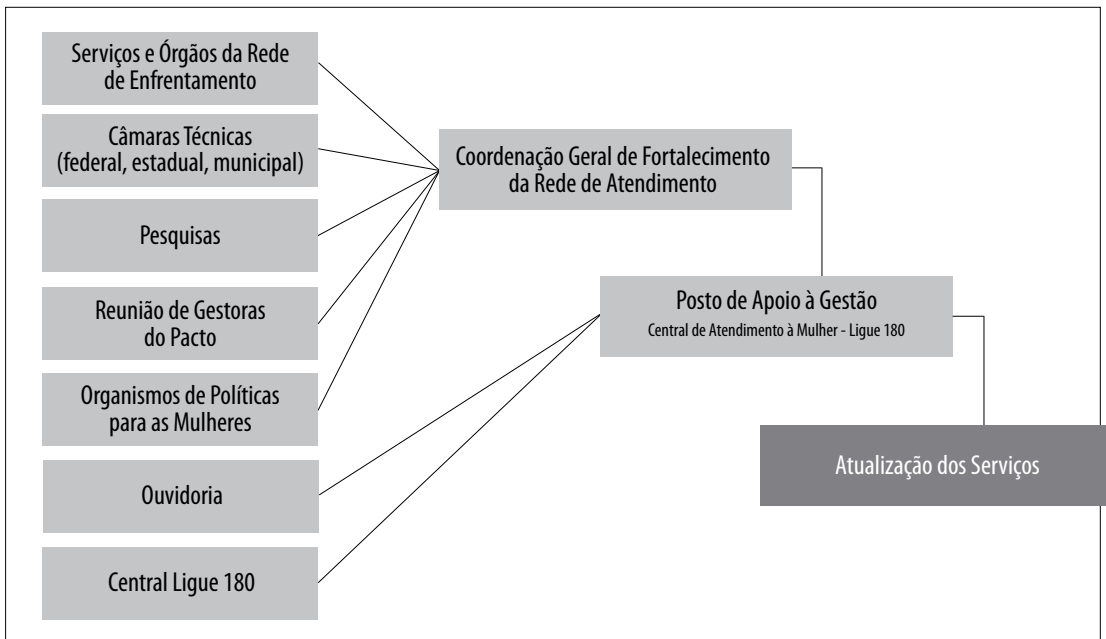 Serviços e Órgãos da Rede
de Enfrentamento
Câmaras Técnicas
(federal, estadual, municipal)
Pesquisas
Reunião de Gestoras
do Pacto
Organismos de Políticas
para as Mulheres
Ouvidoria
Central Ligue 180
Coordenação Geral de Fortalecimento
da Rede de Atendimento
Posto de Apoio à Gestão
Central de Atendimento à Mulher - Ligue 180
Atualização dos Serviços